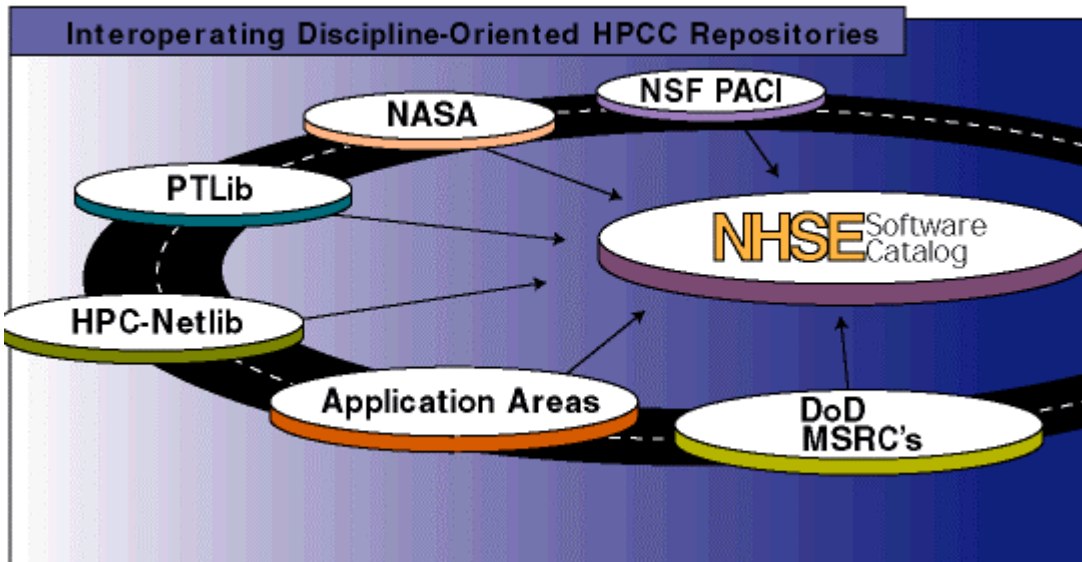 Interoperating Discipline-Oriented HPCC Repositories
NSF PACI
NASA
PTLib
NHSE Software
Catalog
HPC-Netlib
Application Areas
DoD
MSRC's